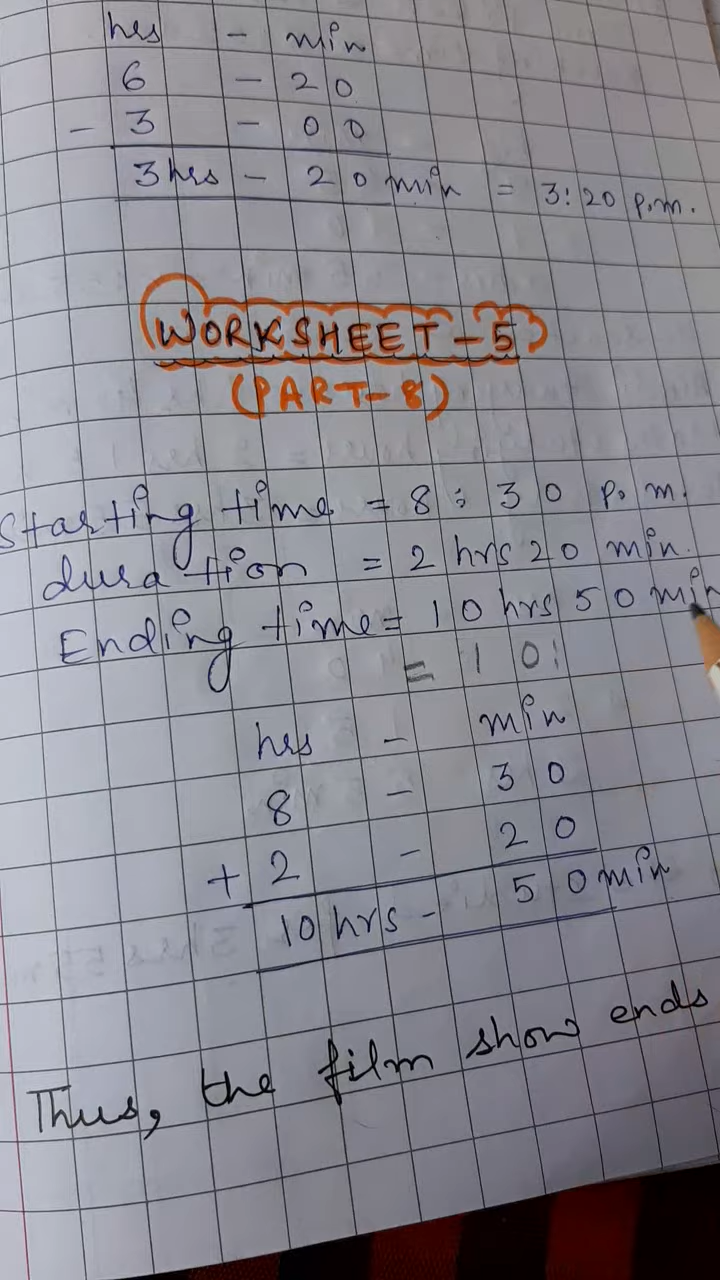 hrs - min
6 - 20
- 3 - 00
3 hrs - 20 min = 3:20 p.m.
WORKSHEET-5
(PART-8)
Starting time = 8:30 p.m.
duration = 2 hrs 20 min.
Ending time = 10 hrs 50 min
= 10:
hrs - min
8 - 30
+ 2 - 20
10 hrs - 50 min
Thus, the film show ends